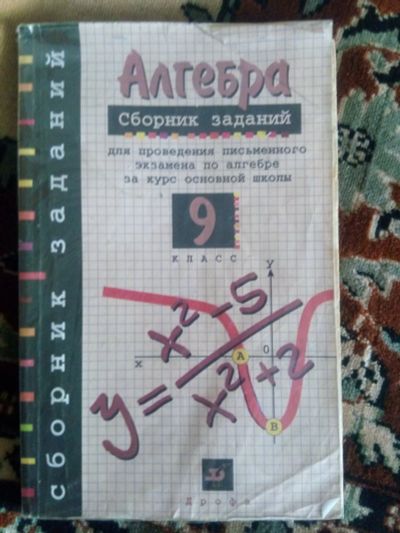 сборник заданий
Алгебра
Сборник заданий
для проведения письменного
экзамена по алгебре
за курс основной школы
9
класс
y = x² - 5 / x² + 2
y
x
0
A
B
Дрофа